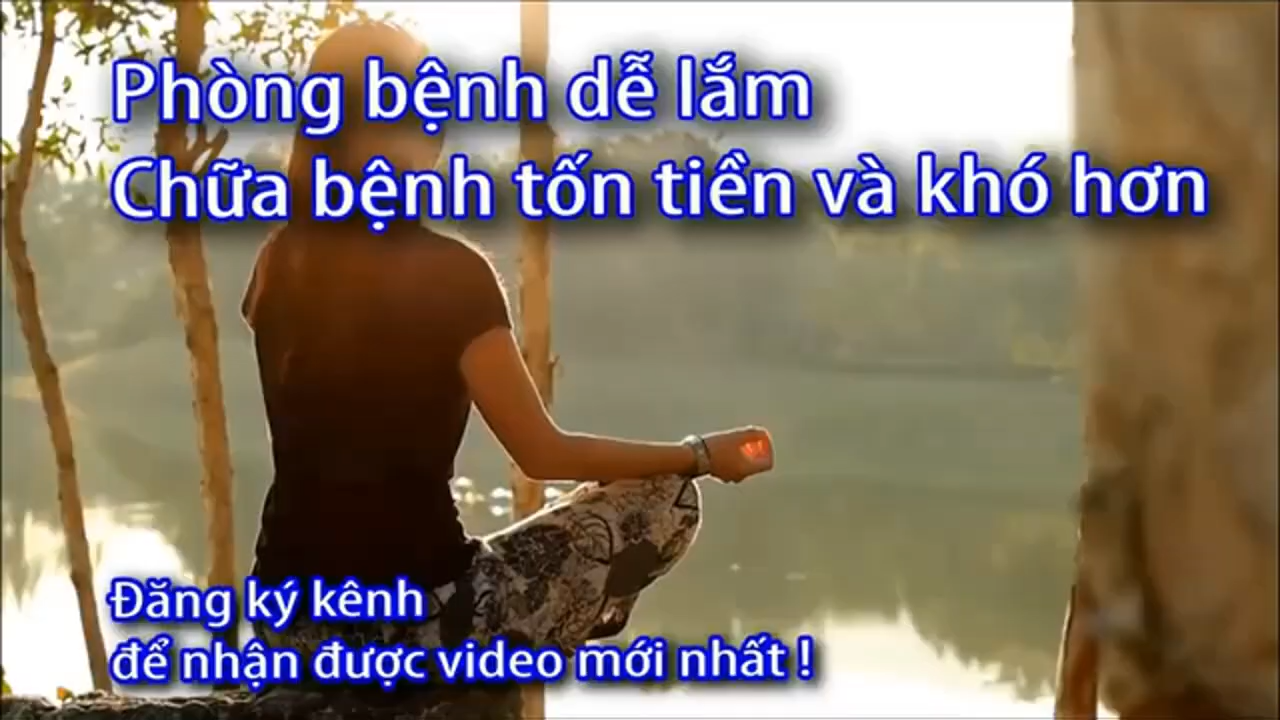 Phòng bệnh dễ lắm
Chữa bệnh tốn tiền và khó hơn
Đăng ký kênh
để nhận được video mới nhất !